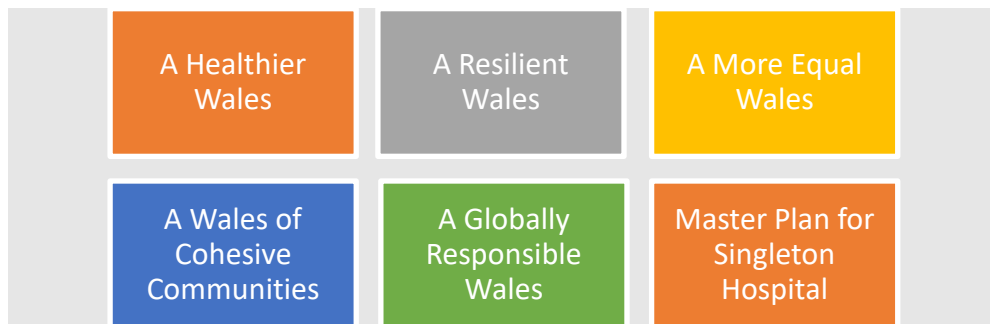 A Healthier
Wales
A Resilient
Wales
A More Equal
Wales
A Wales of
Cohesive
Communities
A Globally
Responsible
Wales
Master Plan for
Singleton
Hospital